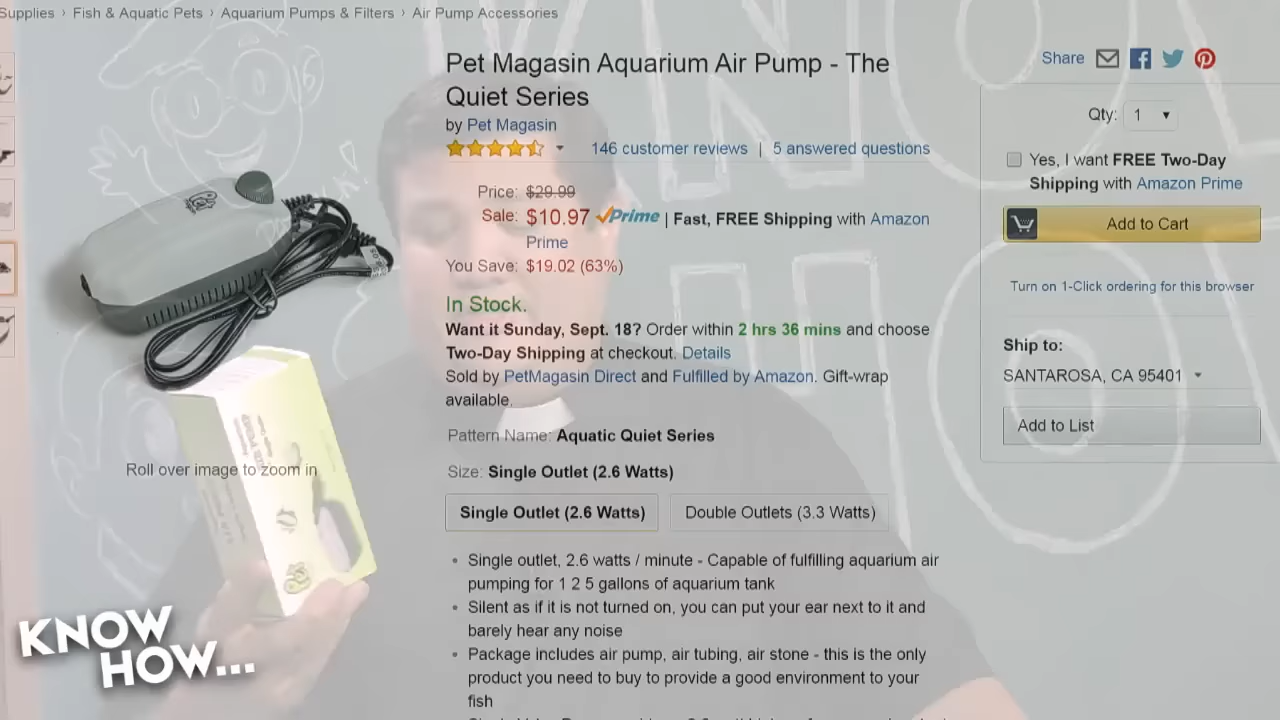 Supplies › Fish & Aquatic Pets › Aquarium Pumps & Filters › Air Pump Accessories
Pet Magasin Aquarium Air Pump - The
Quiet Series
by Pet Magasin
146 customer reviews | 5 answered questions
Price: $29.99
Sale: $10.97 Prime | Fast, FREE Shipping with Amazon
Prime
You Save: $19.02 (63%)
In Stock.
Want it Sunday, Sept. 18? Order within 2 hrs 36 mins and choose
Two-Day Shipping at checkout. Details
Sold by PetMagasin Direct and Fulfilled by Amazon. Gift-wrap
available.
Pattern Name: Aquatic Quiet Series
Size: Single Outlet (2.6 Watts)
Single Outlet (2.6 Watts) Double Outlets (3.3 Watts)
• Single outlet, 2.6 watts / minute - Capable of fulfilling aquarium air
pumping for 1 2 5 gallons of aquarium tank
• Silent as if it is not turned on, you can put your ear next to it and
barely hear any noise
• Package includes air pump, air tubing, air stone - this is the only
product you need to buy to provide a good environment to your
fish
Roll over image to zoom in
Share
Qty: 1
Yes, I want FREE Two-Day
Shipping with Amazon Prime
Add to Cart
Turn on 1-Click ordering for this browser
Ship to:
SANTAROSA, CA 95401
Add to List
KNOW
HOW...